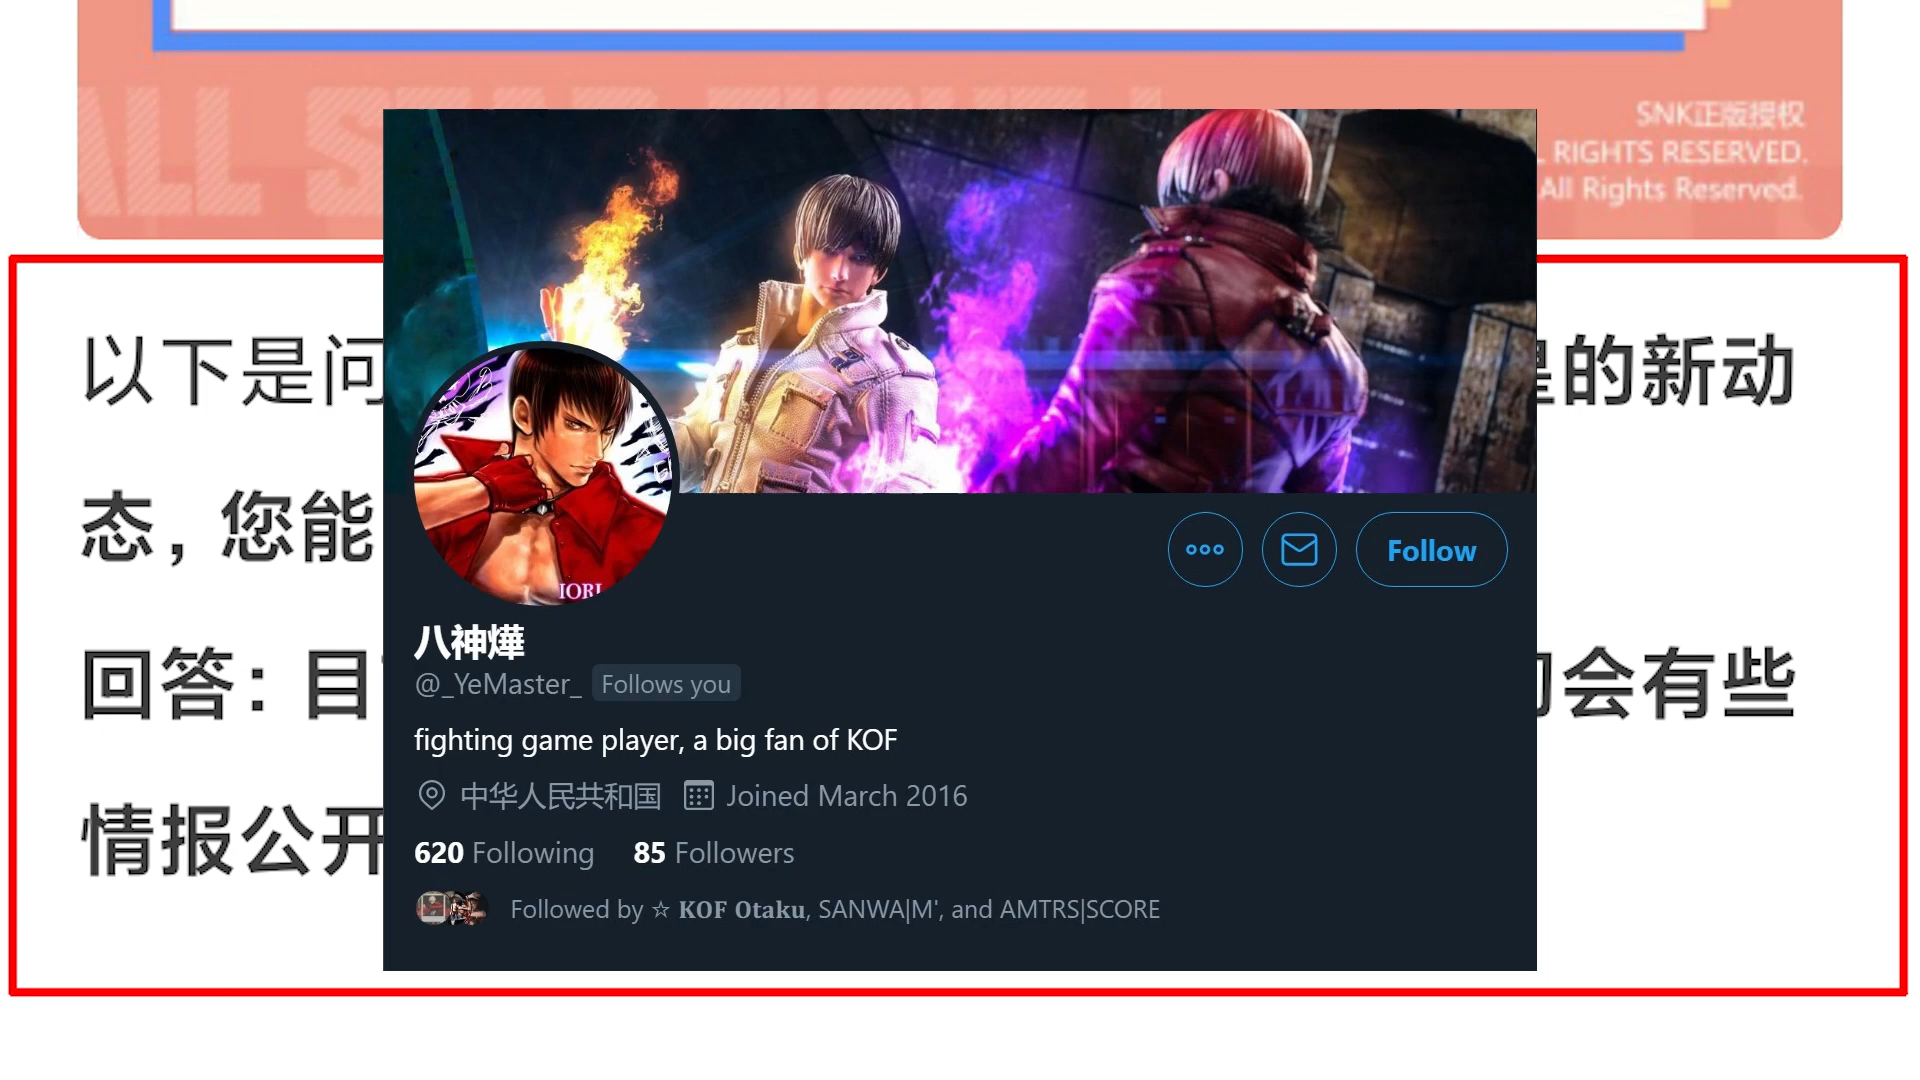 ALL STAR FIGHT!
SNK正版授权
RIGHTS RESERVED.
All Rights Reserved.
以下是问
的新动
态，您能
回答：目
会有些
情报公开
IORI
Follow
八神燁
@_YeMaster_ Follows you
fighting game player, a big fan of KOF
中华人民共和国 Joined March 2016
620 Following 85 Followers
Followed by ☆ KOF Otaku, SANWA|M', and AMTRS|SCORE